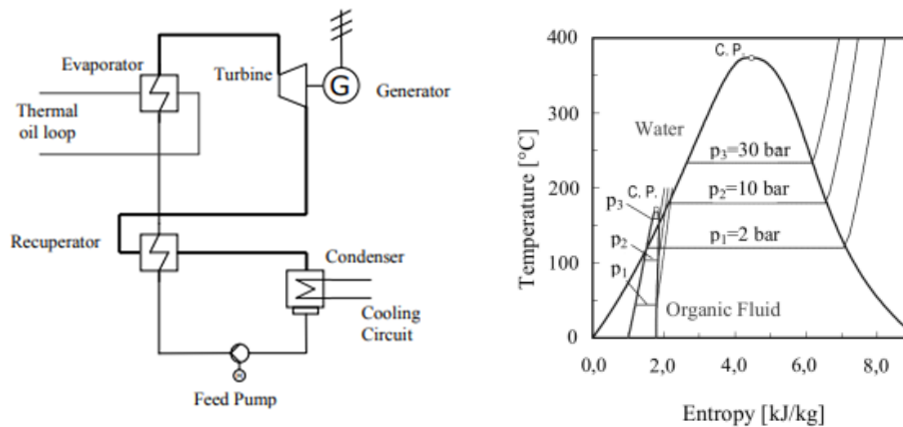 Evaporator
Turbine
G
Generator
Thermal
oil loop
Recuperator
Condenser
Cooling
Circuit
Feed Pump
Temperature [°C]
400
300
200
100
0
C. P.
Water
p3=30 bar
p2=10 bar
p1=2 bar
C. P.
p3
p2
p1
Organic Fluid
0,0
2,0
4,0
6,0
8,0
Entropy [kJ/kg]